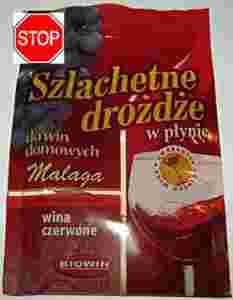 STOP
Szlachetne
drożdże
w płynie
do win
domowych
Malaga
wina
czerwone
BIOWIN